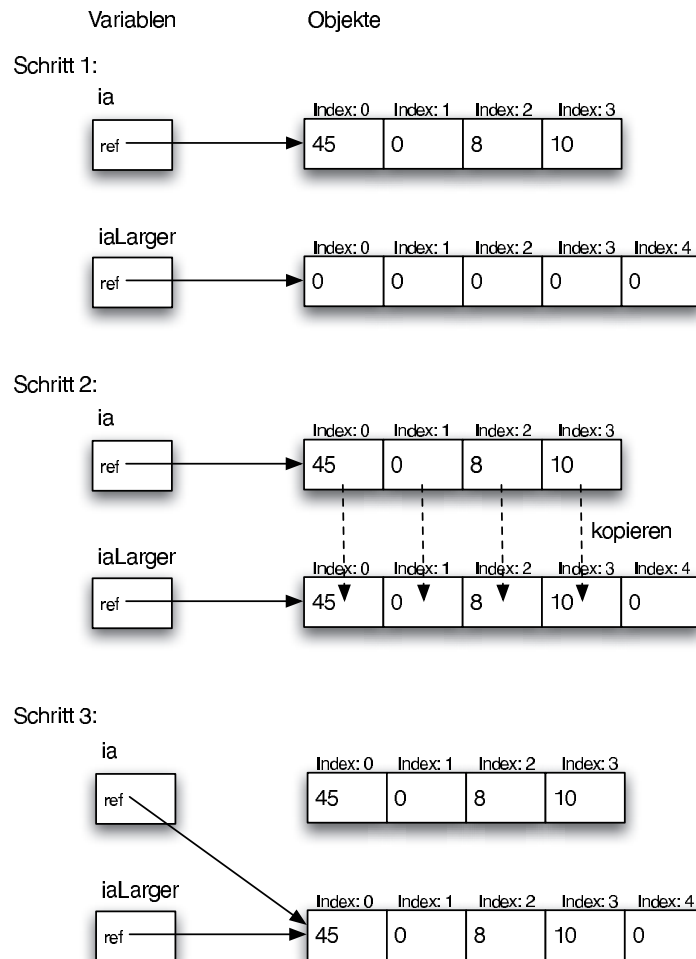 Variablen Objekte
Schritt 1:
ia
Index: 0 Index: 1 Index: 2 Index: 3
ref 45 0 8 10
iaLarger
Index: 0 Index: 1 Index: 2 Index: 3 Index: 4
ref 0 0 0 0 0
Schritt 2:
ia
Index: 0 Index: 1 Index: 2 Index: 3
ref 45 0 8 10
kopieren
iaLarger
Index: 0 Index: 1 Index: 2 Index: 3 Index: 4
ref 45 0 8 10 0
Schritt 3:
ia
Index: 0 Index: 1 Index: 2 Index: 3
ref 45 0 8 10
iaLarger
Index: 0 Index: 1 Index: 2 Index: 3 Index: 4
ref 45 0 8 10 0